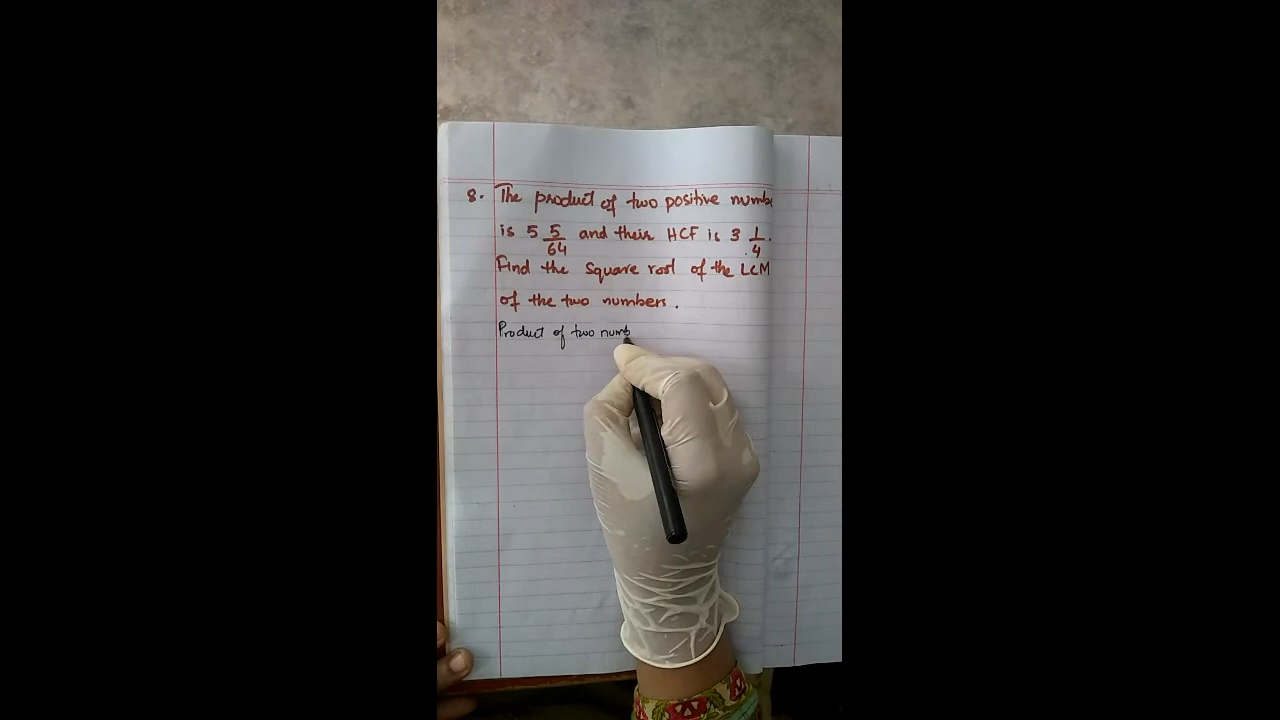 8. The product of two positive numbe
is 5 5/64 and their HCF is 3 1/4.
Find the square root of the LCM
of the two numbers.
Product of two numb